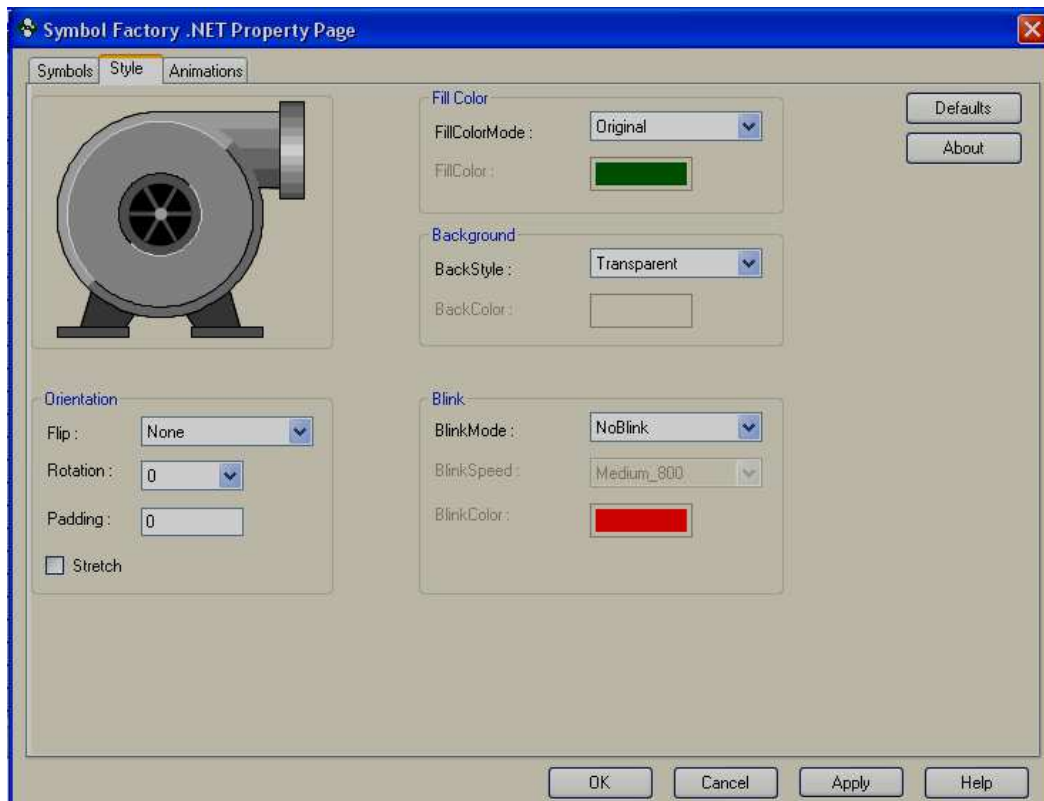 Symbol Factory .NET Property Page
Symbols Style Animations
Fill Color
FillColorMode : Original
FillColor :
Defaults
About
Background
BackStyle : Transparent
BackColor :
Orientation
Flip : None
Rotation : 0
Padding : 0
Stretch
Blink
BlinkMode : NoBlink
BlinkSpeed : Medium_800
BlinkColor :
OK Cancel Apply Help